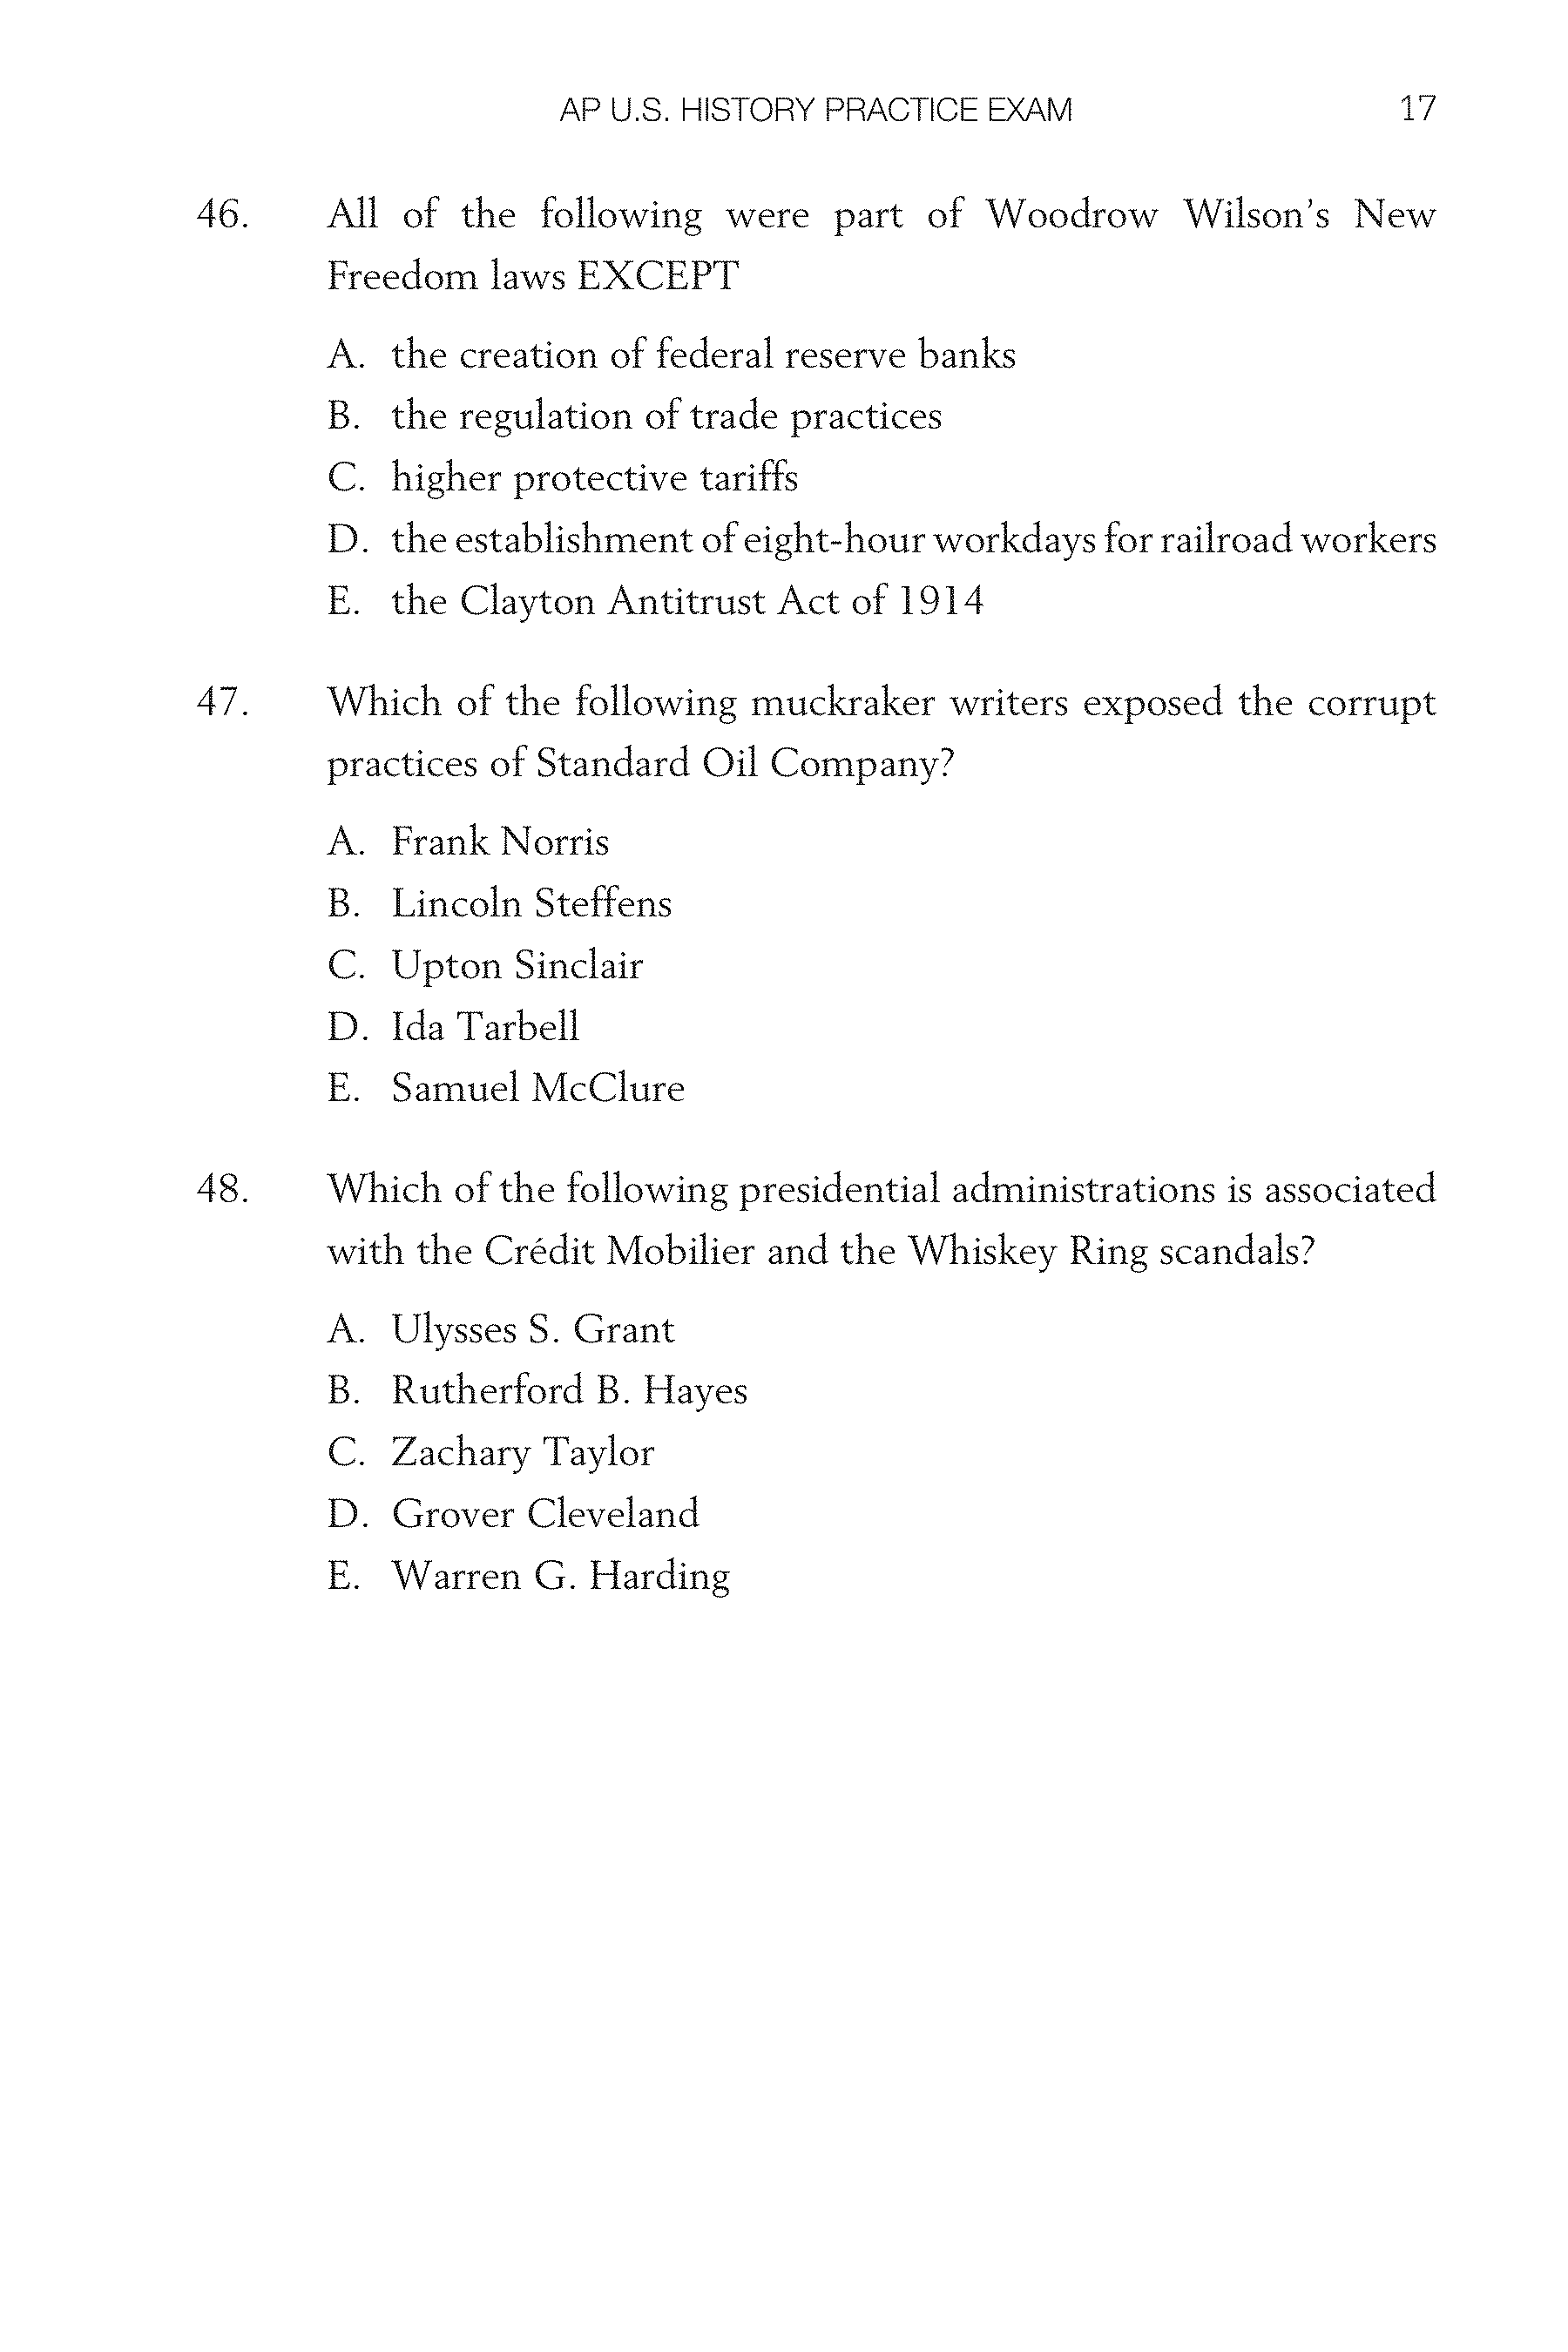 AP U.S. HISTORY PRACTICE EXAM 17
46. All of the following were part of Woodrow Wilson’s New
Freedom laws EXCEPT
A. the creation of federal reserve banks
B. the regulation of trade practices
C. higher protective tariffs
D. the establishment of eight-hour workdays for railroad workers
E. the Clayton Antitrust Act of 1914
47. Which of the following muckraker writers exposed the corrupt
practices of Standard Oil Company?
A. Frank Norris
B. Lincoln Steffens
C. Upton Sinclair
D. Ida Tarbell
E. Samuel McClure
48. Which of the following presidential administrations is associated
with the Crédit Mobilier and the Whiskey Ring scandals?
A. Ulysses S. Grant
B. Rutherford B. Hayes
C. Zachary Taylor
D. Grover Cleveland
E. Warren G. Harding